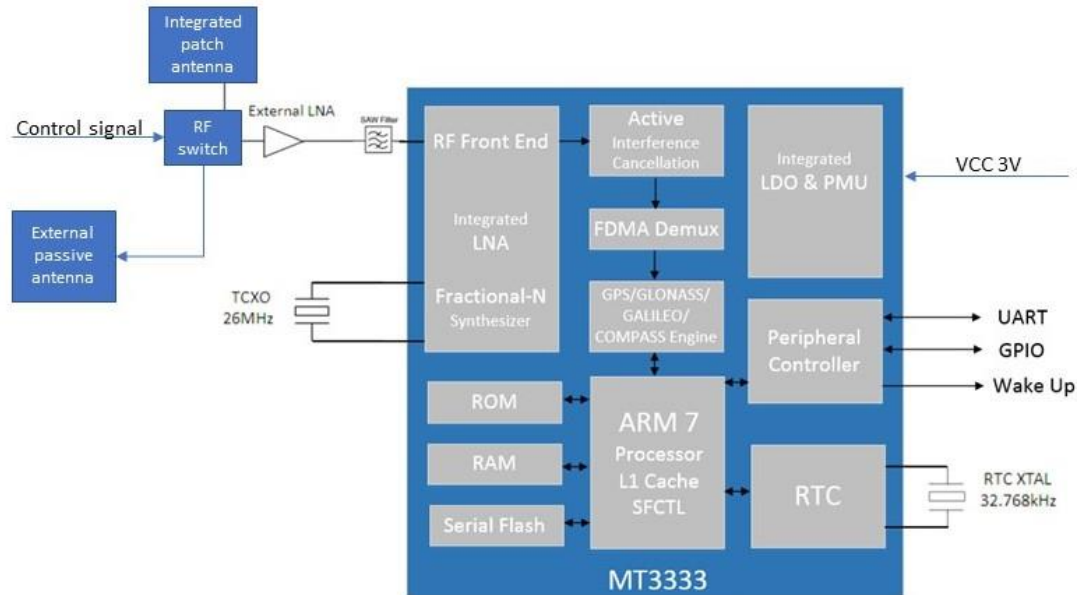 Integrated
patch
antenna
Control signal
RF
switch
External LNA
SAW Filter
External
passive
antenna
TCXO
26MHz
RF Front End
Integrated
LNA
Fractional-N
Synthesizer
Active
Interference
Cancellation
FDMA Demux
GPS/GLONASS/
GALILEO/
COMPASS Engine
Integrated
LDO & PMU
VCC 3V
Peripheral
Controller
UART
GPIO
Wake Up
ROM
RAM
Serial Flash
ARM 7
Processor
L1 Cache
SFCTL
RTC
RTC XTAL
32.768kHz
MT3333